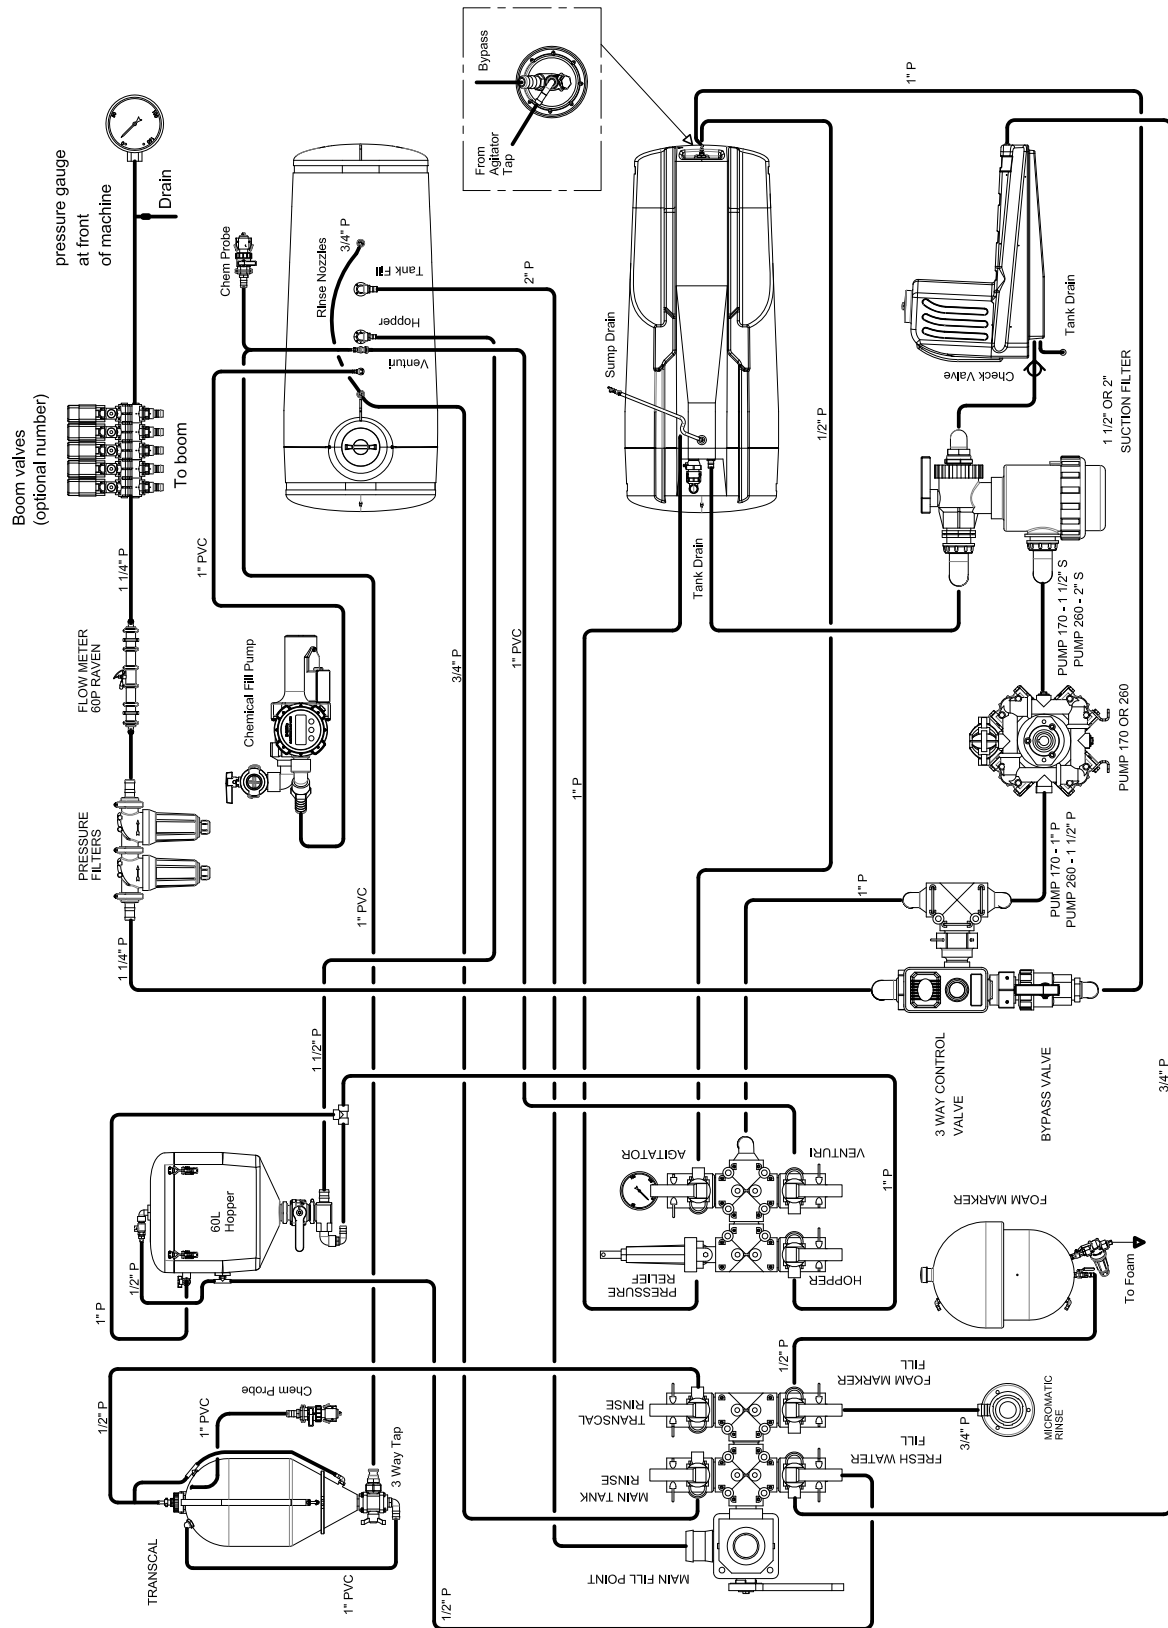 pressure gauge
at front
of machine
Drain
Boom valves
(optional number)
To boom
1 1/4" P
FLOW METER
60P RAVEN
PRESSURE
FILTERS
1 1/4" P
Chem Probe
Rinse Nozzles
3/4" P
Tank Fill
Hopper
Venturi
2" P
1" PVC
Chemical Fill Pump
3/4" P
1" PVC
1" PVC
1 1/2" P
Bypass
From
Agitator
Tap
1" P
Sump Drain
1/2" P
Tank Drain
1" P
Check Valve
Tank Drain
1 1/2" OR 2"
SUCTION FILTER
PUMP 170 - 1 1/2" S
PUMP 260 - 2" S
PUMP 170 OR 260
PUMP 170 - 1" P
PUMP 260 - 1 1/2" P
1" P
3 WAY CONTROL
VALVE
BYPASS VALVE
3/4" P
60L
Hopper
1/2" P
1" P
AGITATOR
VENTURI
1" P
PRESSURE
RELIEF
HOPPER
FOAM MARKER
To Foam
1/2" P
Chem Probe
1" PVC
1/2" P
3 Way Tap
TRANSCAL
1" PVC
1/2" P
TRANSCAL
RINSE
MAIN TANK
RINSE
MAIN FILL POINT
FOAM MARKER
FILL
FRESH WATER
FILL
3/4" P
MICROMATIC
RINSE